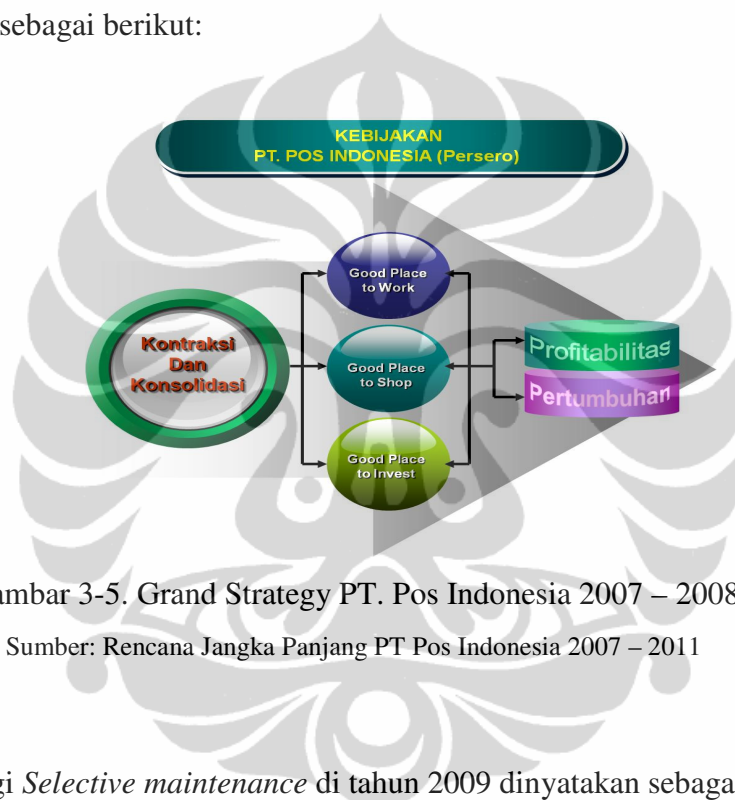 sebagai berikut:
KEBIJAKAN
PT. POS INDONESIA (Persero)
Good Place
to Work
Kontraksi
Dan
Konsolidasi
Good Place
to Shop
Good Place
to Invest
Profitabilitas
Pertumbuhan
ambar 3-5. Grand Strategy PT. Pos Indonesia 2007 – 2008
Sumber: Rencana Jangka Panjang PT Pos Indonesia 2007 – 2011
gi Selective maintenance di tahun 2009 dinyatakan sebaga